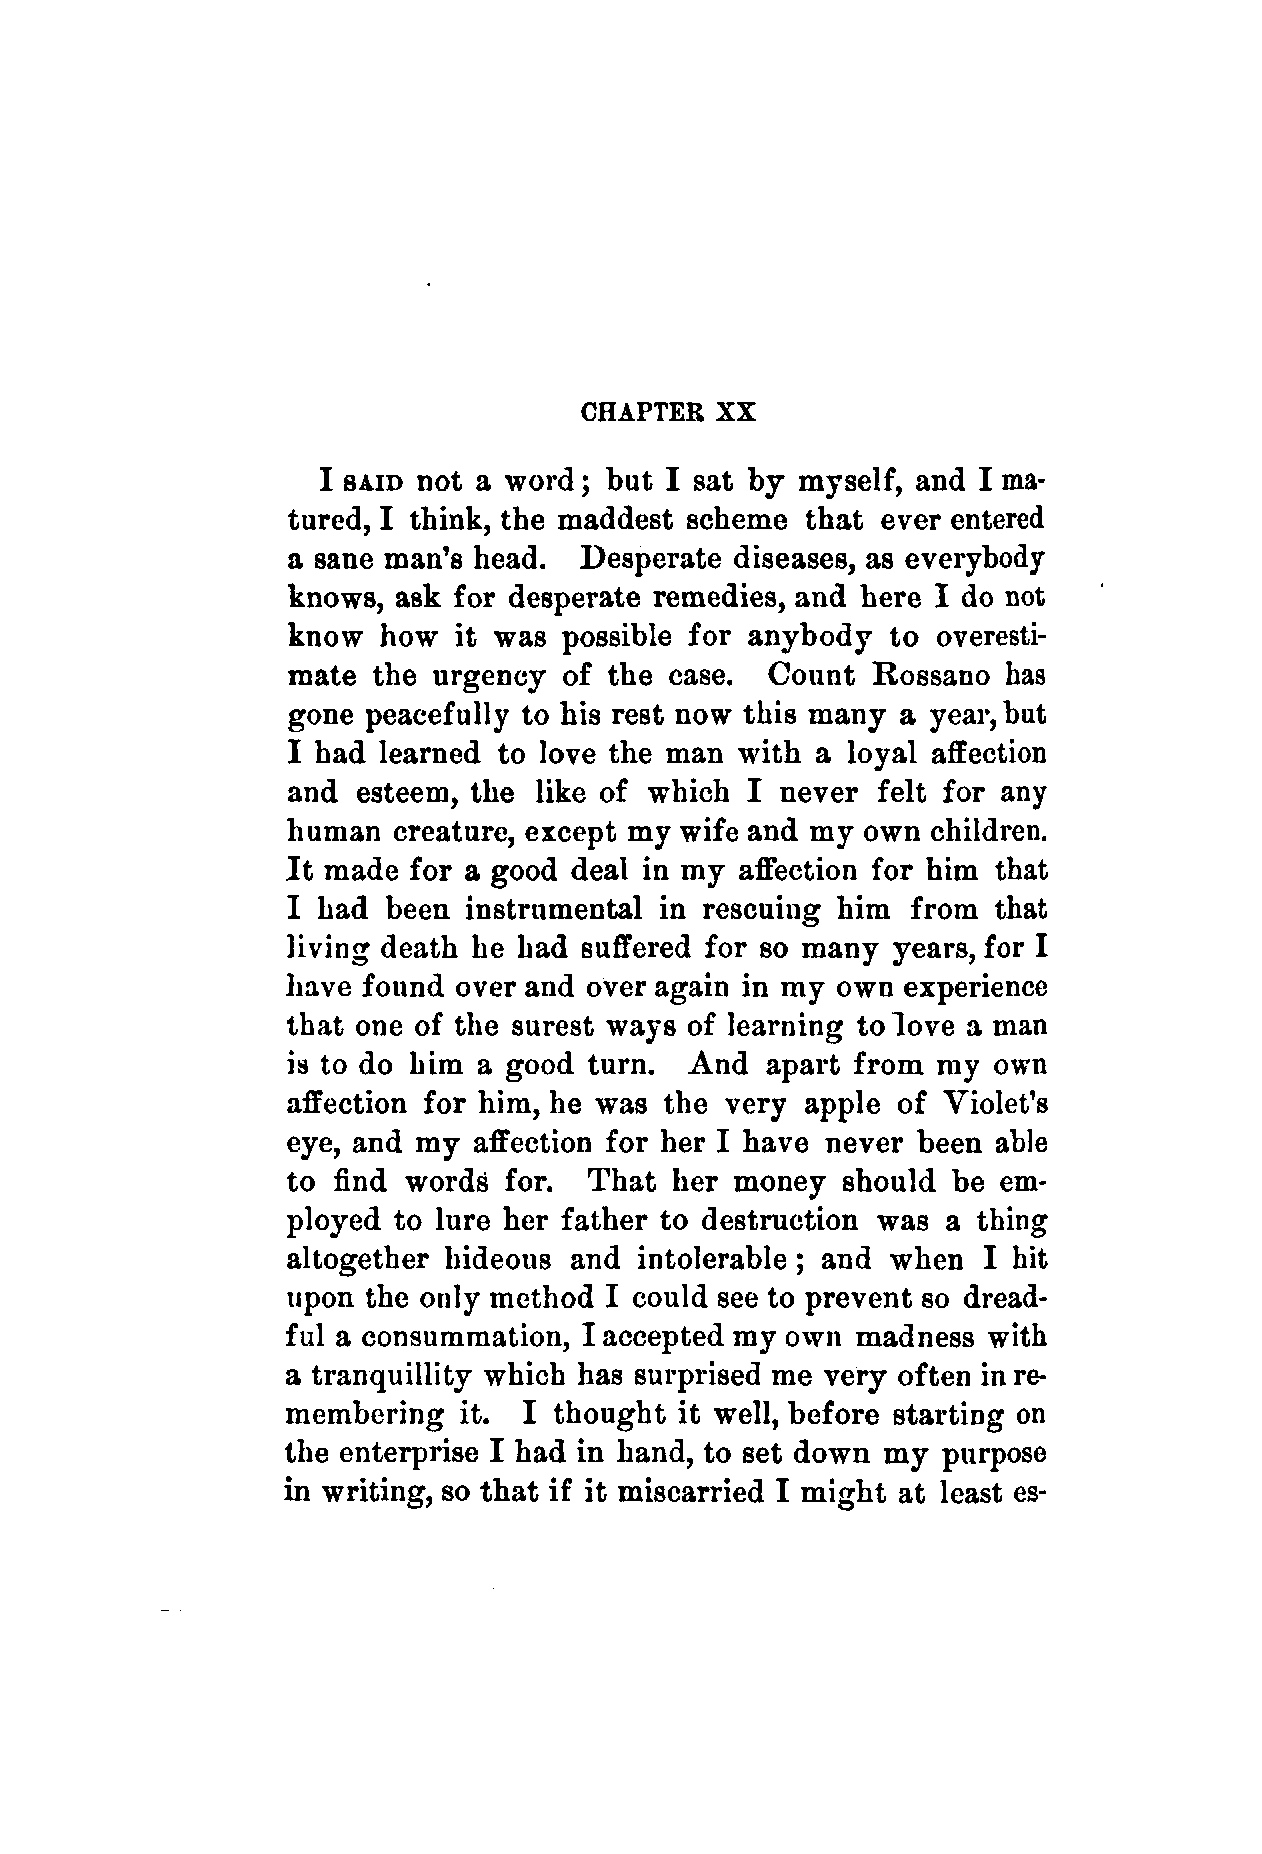 CHAPTER XX
I SAID not a word; but I sat by myself, and I ma-
tured, I think, the maddest scheme that ever entered
a sane man's head. Desperate diseases, as everybody
knows, ask for desperate remedies, and here I do not
know how it was possible for anybody to overesti-
mate the urgency of the case. Count Rossano has
gone peacefully to his rest now this many a year, but
I had learned to love the man with a loyal affection
and esteem, the like of which I never felt for any
human creature, except my wife and my own children.
It made for a good deal in my affection for him that
I had been instrumental in rescuing him from that
living death he had suffered for so many years, for I
have found over and over again in my own experience
that one of the surest ways of learning to love a man
is to do him a good turn. And apart from my own
affection for him, he was the very apple of Violet's
eye, and my affection for her I have never been able
to find words for. That her money should be em-
ployed to lure her father to destruction was a thing
altogether hideous and intolerable; and when I hit
upon the only method I could see to prevent so dread-
ful a consummation, I accepted my own madness with
a tranquillity which has surprised me very often in re-
membering it. I thought it well, before starting on
the enterprise I had in hand, to set down my purpose
in writing, so that if it miscarried I might at least es-